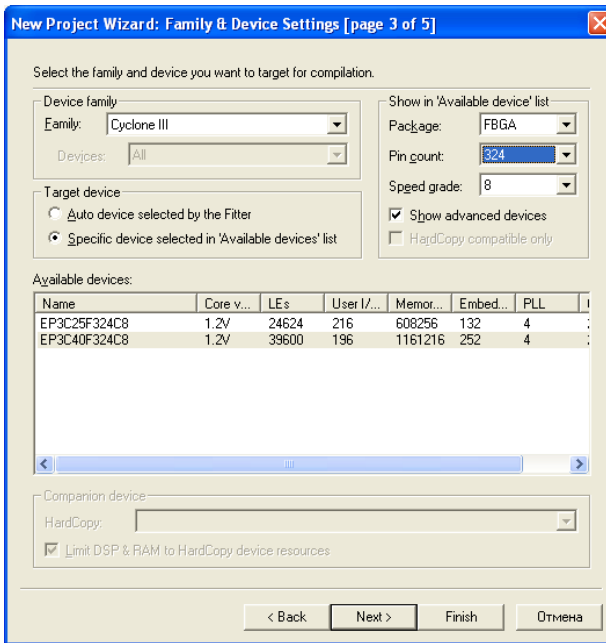 New Project Wizard: Family & Device Settings [page 3 of 5]
Select the family and device you want to target for compilation.
Device family
Family: Cyclone III
Devices: All
Target device
Auto device selected by the Fitter
Specific device selected in 'Available devices' list
Show in 'Available device' list
Package: FBGA
Pin count: 324
Speed grade: 8
Show advanced devices
HardCopy compatible only
Available devices:
Name Core v... LEs User I/... Memor... Embed... PLL
EP3C25F324C8 1.2V 24624 216 608256 132 4
EP3C40F324C8 1.2V 39600 196 1161216 252 4
Companion device
HardCopy:
Limit DSP & RAM to HardCopy device resources
< Back Next > Finish Отмена